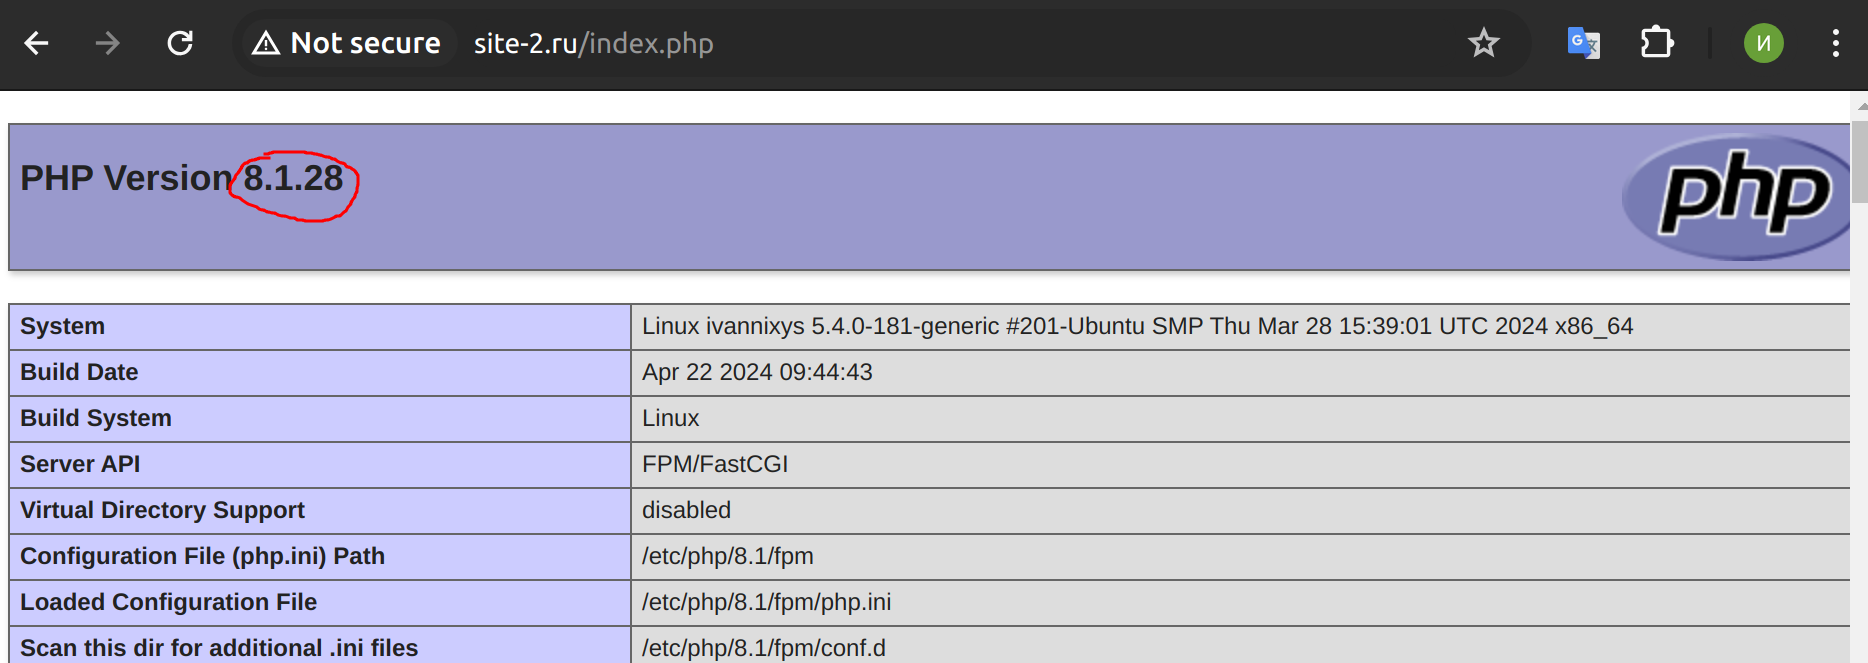 Not secure site-2.ru/index.php И
PHP Version 8.1.28 php
System Linux ivannixys 5.4.0-181-generic #201-Ubuntu SMP Thu Mar 28 15:39:01 UTC 2024 x86_64
Build Date Apr 22 2024 09:44:43
Build System Linux
Server API FPM/FastCGI
Virtual Directory Support disabled
Configuration File (php.ini) Path /etc/php/8.1/fpm
Loaded Configuration File /etc/php/8.1/fpm/php.ini
Scan this dir for additional .ini files /etc/php/8.1/fpm/conf.d